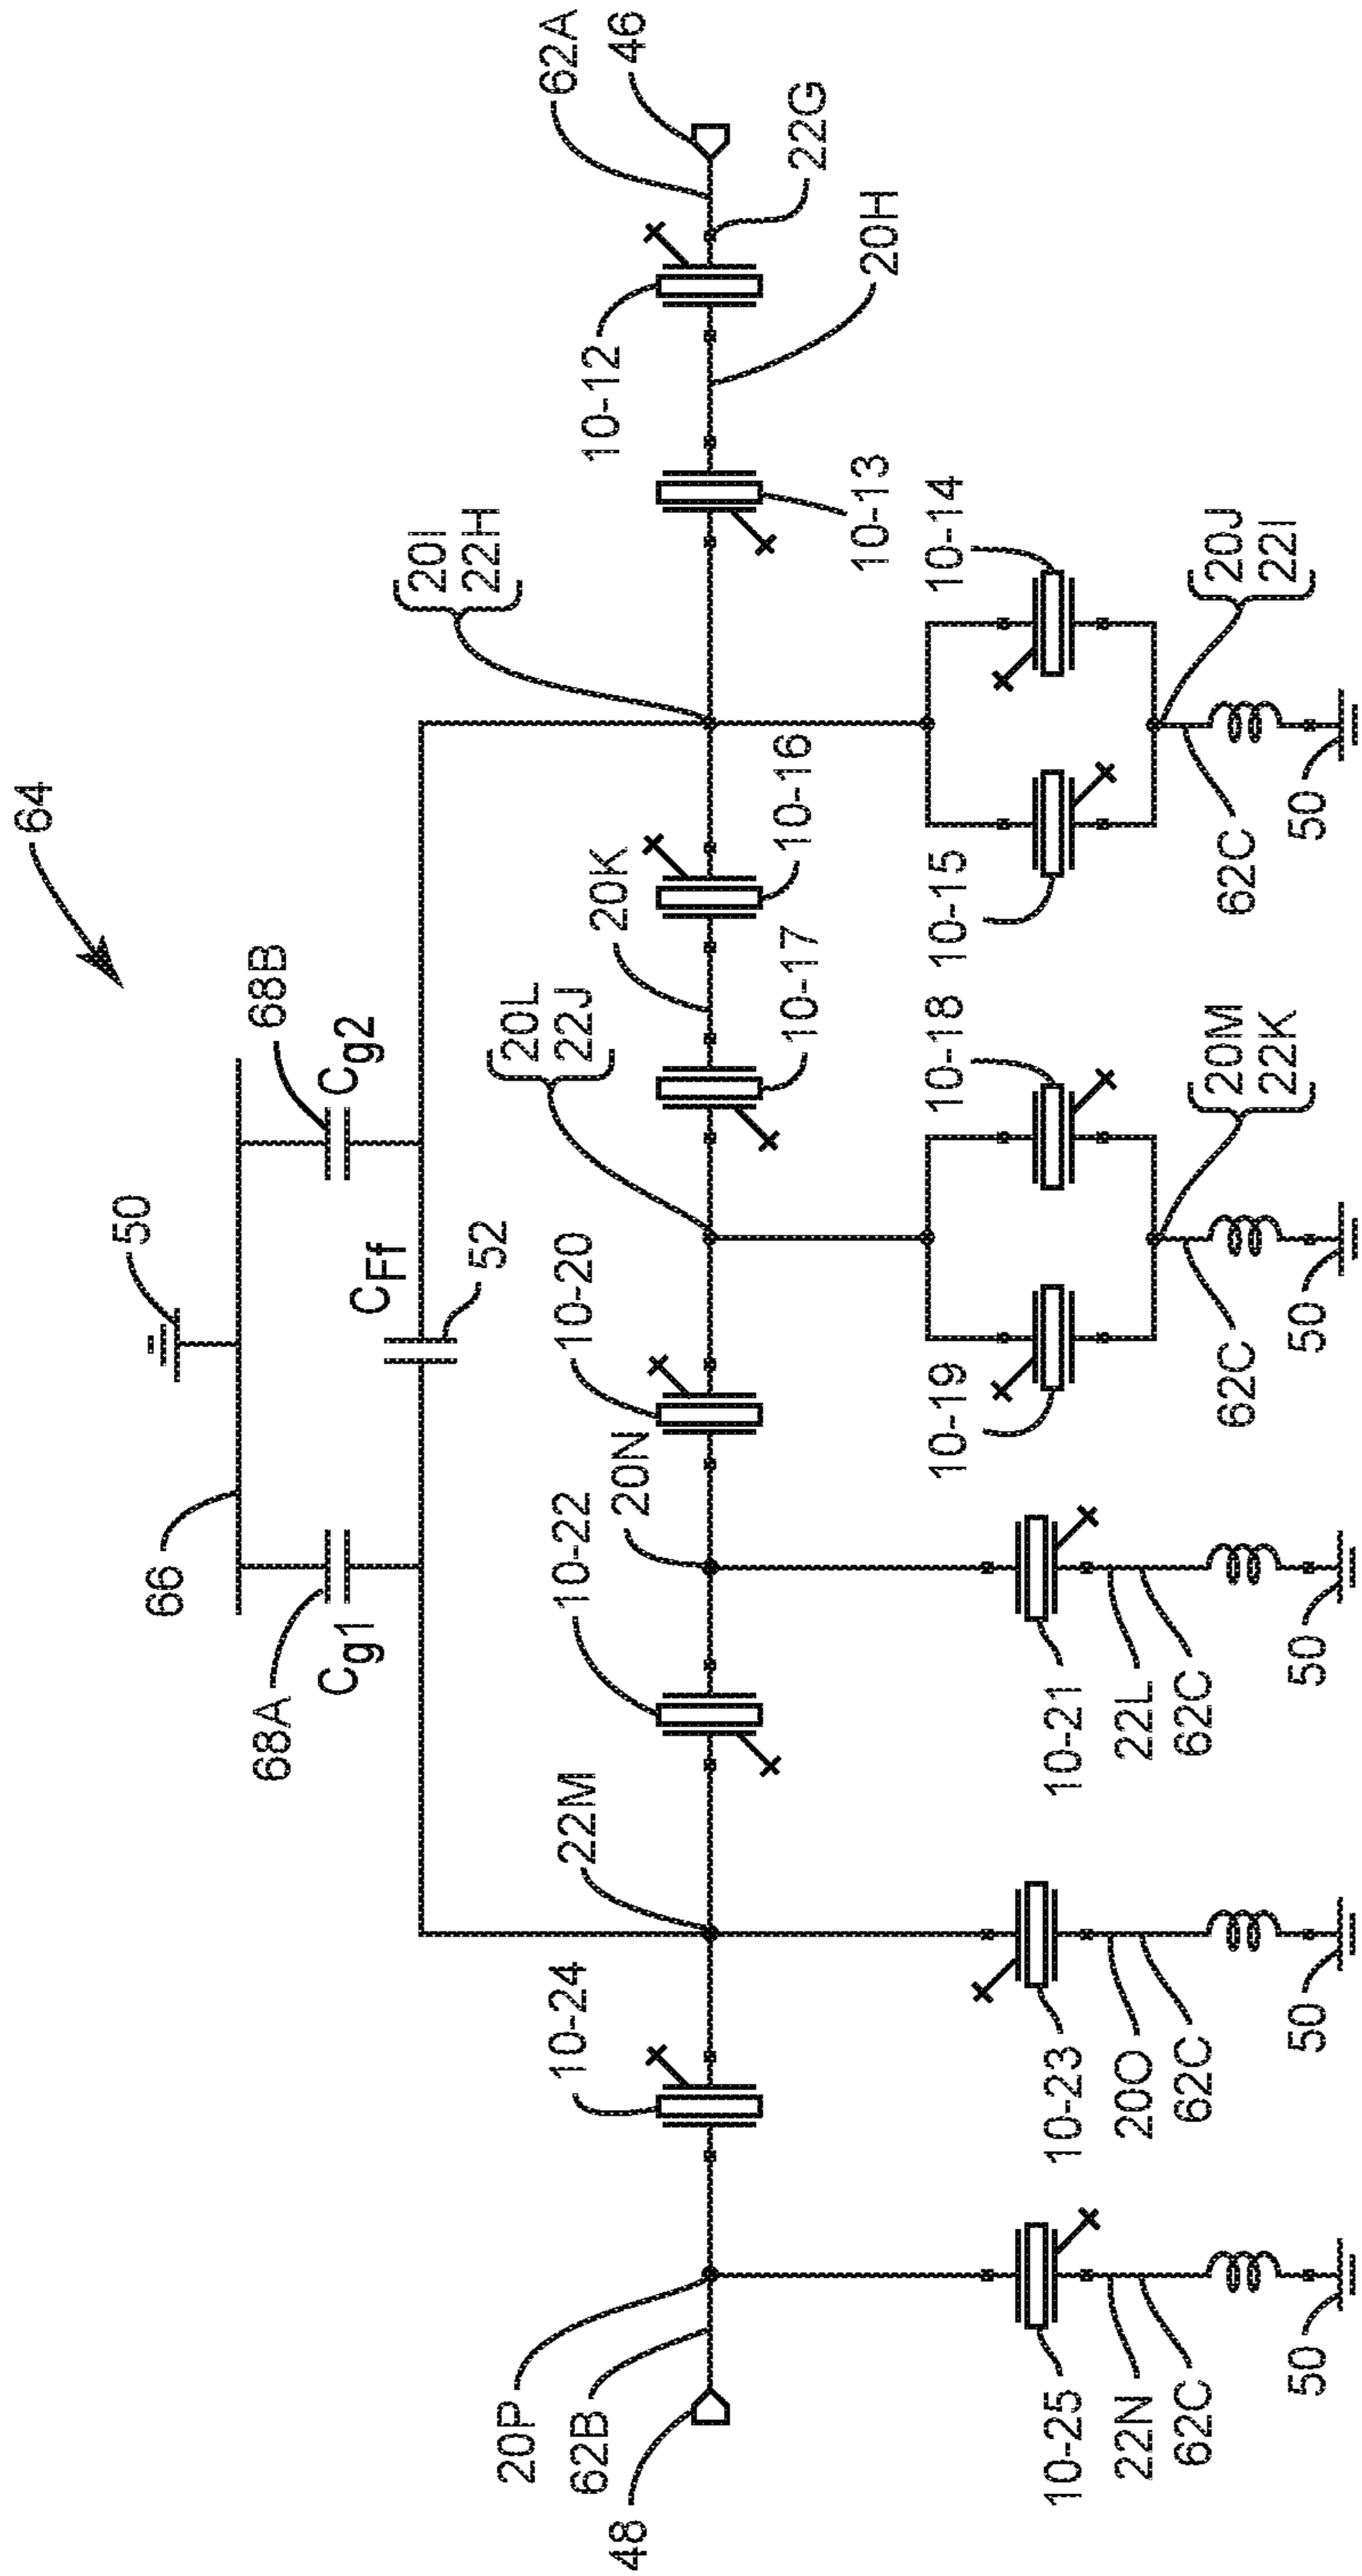 64
66
50
68A
Cg1
CFf
52
Cg2
68B
48
62B
20P
10-24
22M
10-22
20N
10-20
20L
22J
10-17
20K
10-16
20I
22H
10-13
20H
10-12
22G
62A
46
10-25
22N
62C
50
10-23
20O
62C
50
10-21
22L
62C
50
10-19
10-18
20M
22K
62C
50
10-15
10-14
20J
22I
62C
50